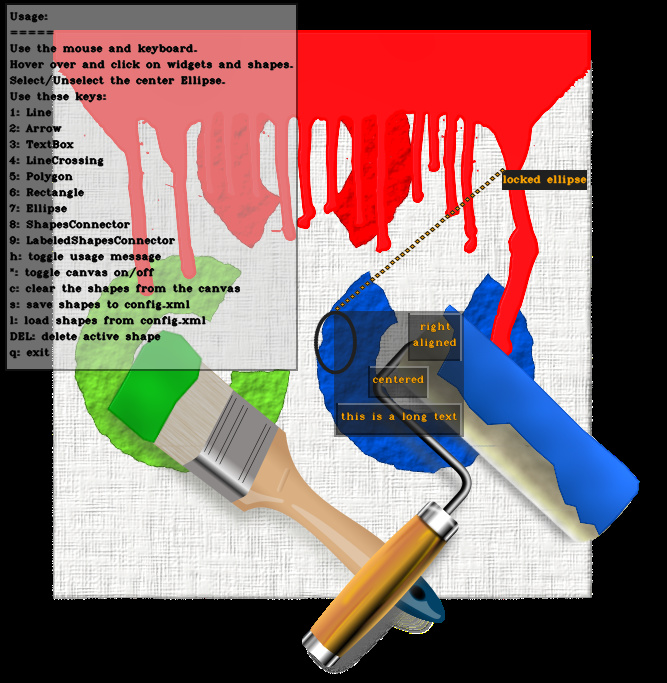 Usage:
=====
Use the mouse and keyboard.
Hover over and click on widgets and shapes.
Select/Unselect the center Ellipse.
Use these keys:
1: Line
2: Arrow
3: TextBox
4: LineCrossing
5: Polygon
6: Rectangle
7: Ellipse
8: ShapesConnector
9: LabeledShapesConnector
h: toggle usage message
*: toggle canvas on/off
c: clear the shapes from the canvas
s: save shapes to config.xml
l: load shapes from config.xml
DEL: delete active shape
q: exit
locked ellipse
right
aligned
centered
this is a long text